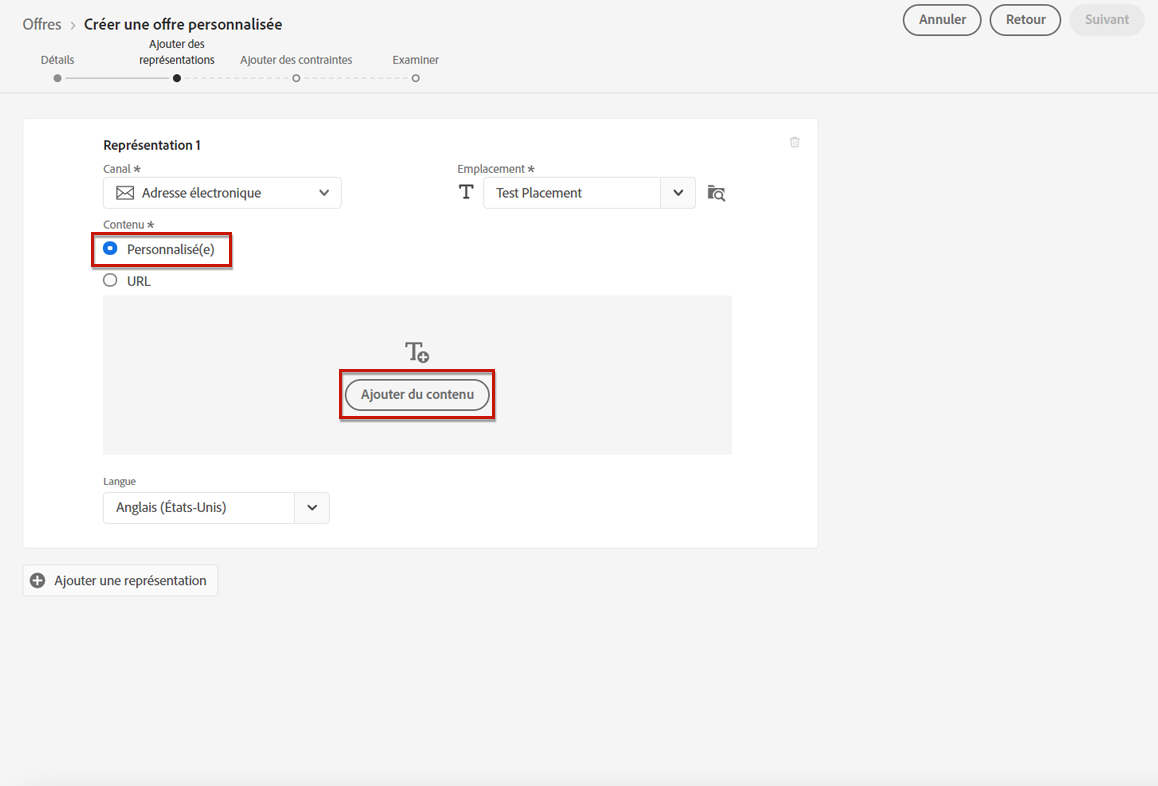 Offres > Créer une offre personnalisée
Annuler
Retour
Suivant
Détails
Ajouter des
représentations
Ajouter des contraintes
Examiner
Représentation 1
Canal *
Emplacement *
Adresse électronique
Test Placement
Contenu *
Personnalisé(e)
URL
Ajouter du contenu
Langue
Anglais (États-Unis)
Ajouter une représentation